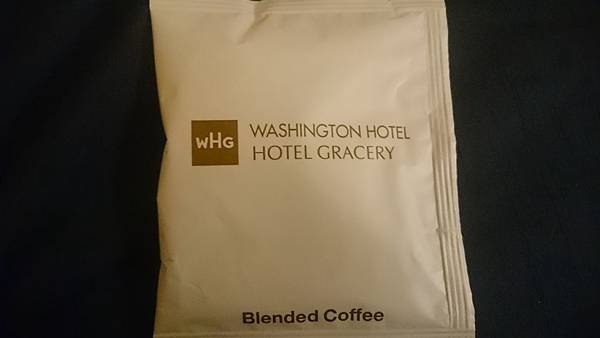 WHG
WASHINGTON HOTEL
HOTEL GRACERY
Blended Coffee